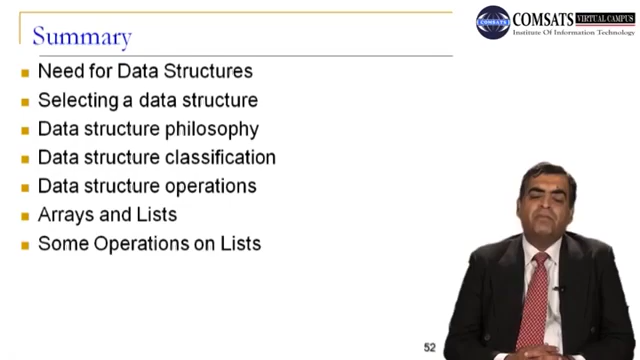 Summary
COMSATS
COMSATS VIRTUAL CAMPUS
Institute Of Information Technology
Need for Data Structures
Selecting a data structure
Data structure philosophy
Data structure classification
Data structure operations
Arrays and Lists
Some Operations on Lists
52